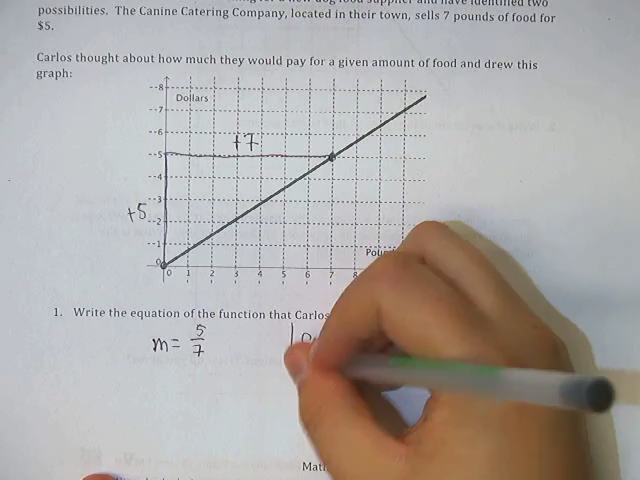 possibilities. The Canine Catering Company, located in their town, sells 7 pounds of food for
$5.
Carlos thought about how much they would pay for a given amount of food and drew this
graph:
8
Dollars
7
6
+7
5
4
3
+5
2
1
0
0 1 2 3 4 5 6 7 8
1. Write the equation of the function that Carlos
m = 5/7